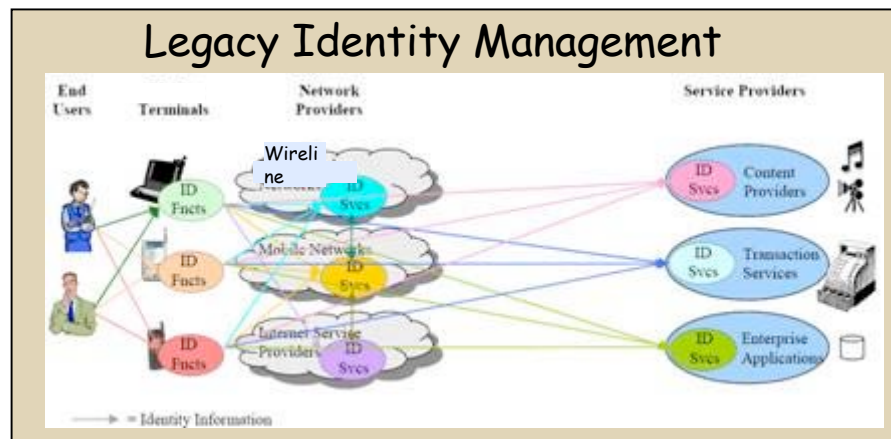 Legacy Identity Management
End
Users
Terminals
Network
Providers
Service Providers
Wireli
ne
ID
Fncts
ID
Svcs
ID
Svcs
Content
Providers
Mobile Networks
ID
Fncts
ID
Svcs
ID
Svcs
Transaction
Services
Internet Service
Providers
ID
Fncts
ID
Svcs
ID
Svcs
Enterprise
Applications
= Identity Information